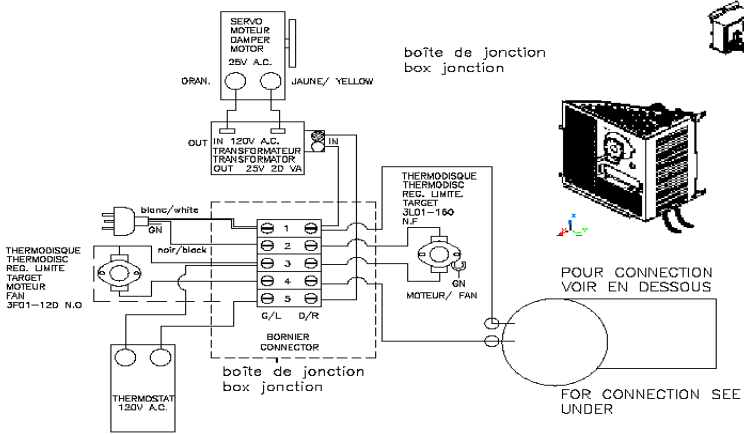 SERVO
MOTEUR
DAMPER
MOTOR
25V A.C.
ORAN.
JAUNE/ YELLOW
boîte de jonction
box jonction
OUT
IN 120V A.C.
IN
TRANSFORMATEUR
TRANSFORMATOR
OUT 25V 20 VA
THERMODISQUE
THERMODISC
REG. LIMITE.
TARGET
3L01-160
N.F
blanc/white
GN
noir/black
1
2
3
4
5
G/L D/R
BORNIER
CONNECTOR
THERMODISQUE
THERMODISC
REG. LIMITE
TARGET
MOTEUR
FAN
3F01-120 N.O
GN
MOTEUR/ FAN
boîte de jonction
box jonction
THERMOSTAT
120V A.C.
POUR CONNECTION
VOIR EN DESSOUS
FOR CONNECTION SEE
UNDER